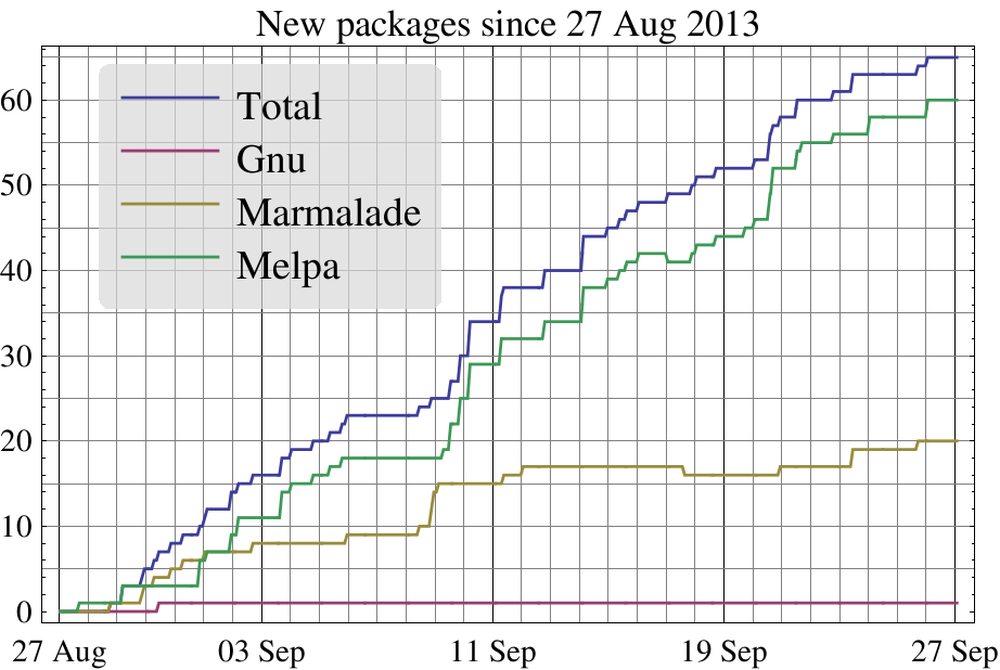 New packages since 27 Aug 2013
60
50
40
30
20
10
0
Total
Gnu
Marmalade
Melpa
27 Aug
03 Sep
11 Sep
19 Sep
27 Sep